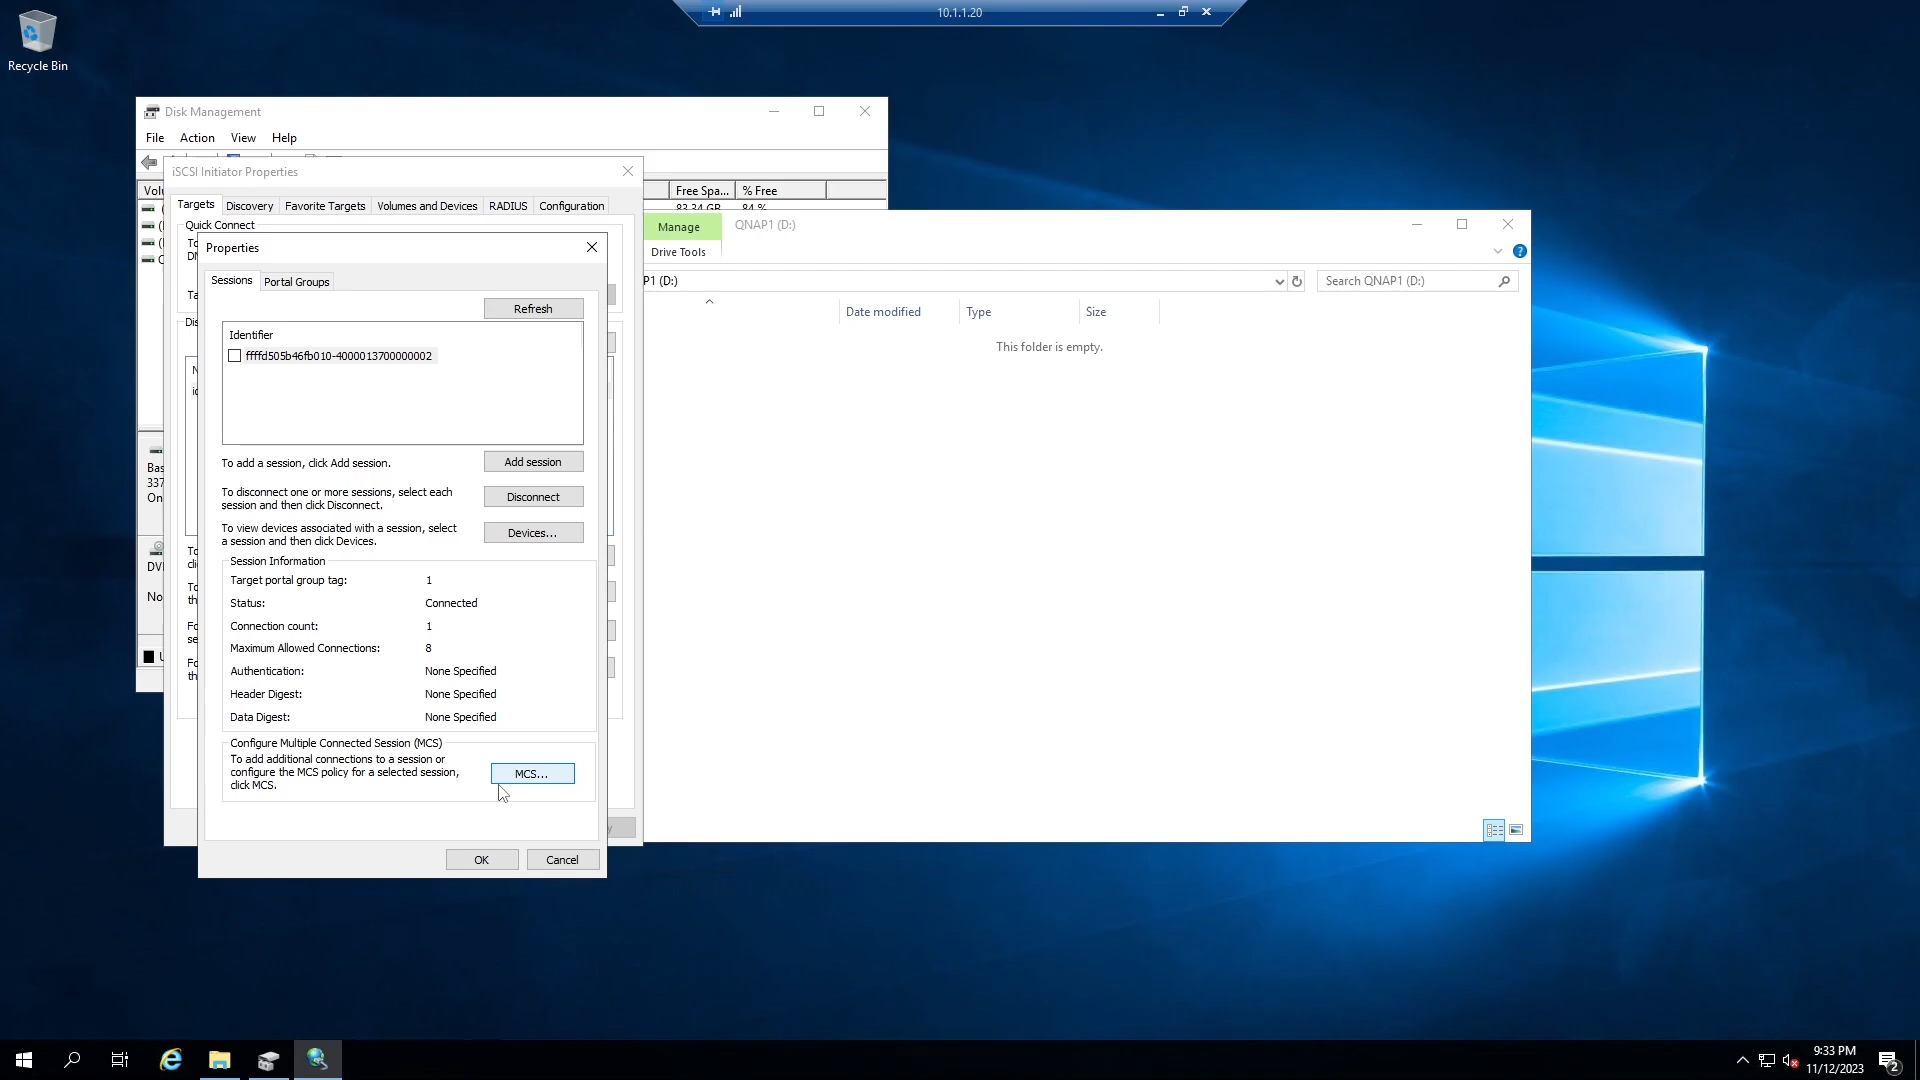 10.1.1.20
Recycle Bin
Disk Management
File Action View Help
Free Spa... % Free
iSCSI Initiator Properties
Targets Discovery Favorite Targets Volumes and Devices RADIUS Configuration
Quick Connect
Manage QNAP1 (D:)
Drive Tools
P1 (D:) Search QNAP1 (D:)
Date modified Type Size
This folder is empty.
Properties
Sessions Portal Groups
Refresh
Identifier
ffffd505b46fb010-4000013700000002
To add a session, click Add session.
Add session
To disconnect one or more sessions, select each
session and then click Disconnect.
Disconnect
To view devices associated with a session, select
a session and then click Devices.
Devices...
Session Information
Target portal group tag: 1
Status: Connected
Connection count: 1
Maximum Allowed Connections: 8
Authentication: None Specified
Header Digest: None Specified
Data Digest: None Specified
Configure Multiple Connected Session (MCS)
To add additional connections to a session or
configure the MCS policy for a selected session,
click MCS.
MCS...
OK Cancel
9:33 PM
11/12/2023
2